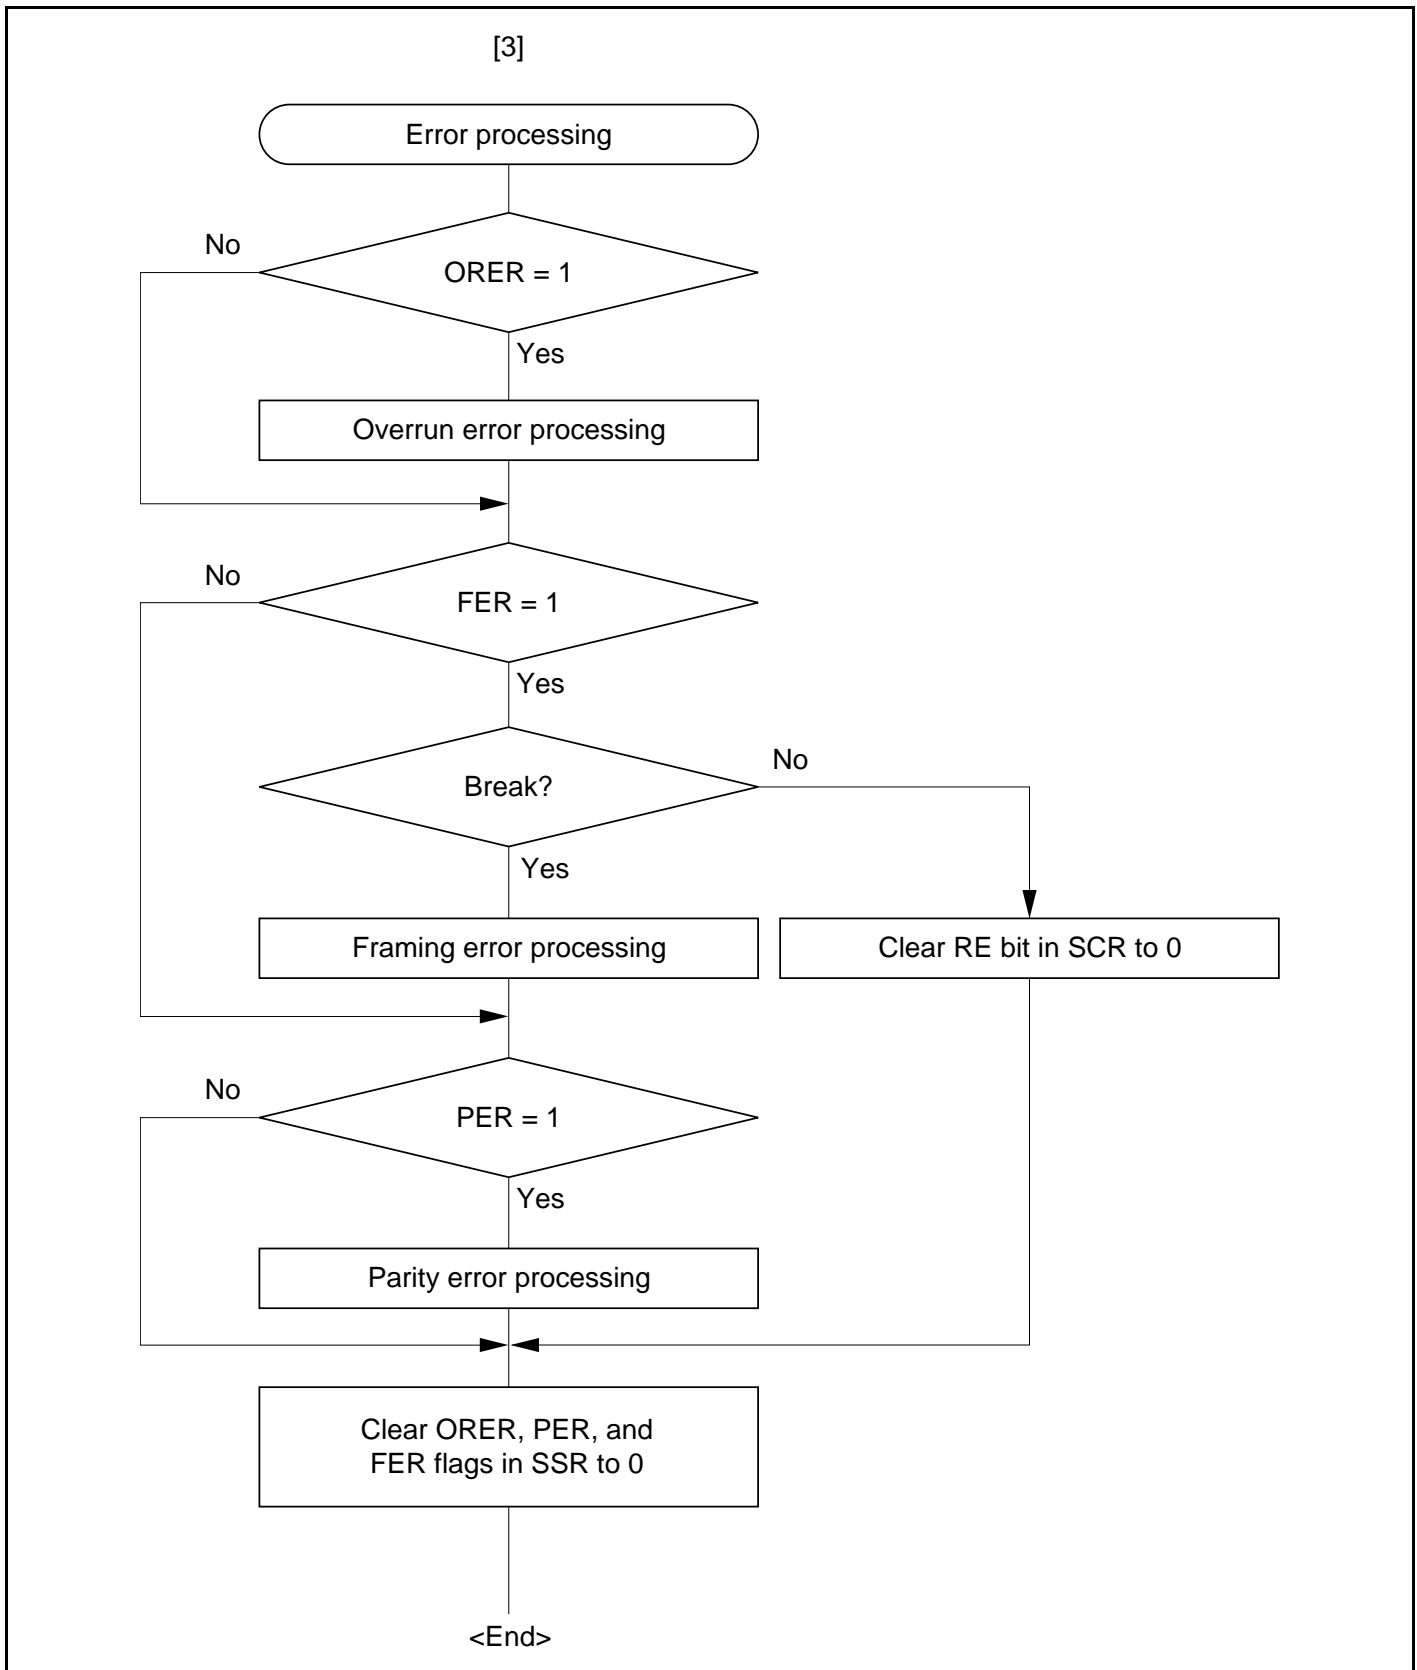 [3]
Error processing
No
ORER = 1
Yes
Overrun error processing
No
FER = 1
Yes
No
Break?
Yes
Framing error processing
Clear RE bit in SCR to 0
No
PER = 1
Yes
Parity error processing
Clear ORER, PER, and
FER flags in SSR to 0
<End>